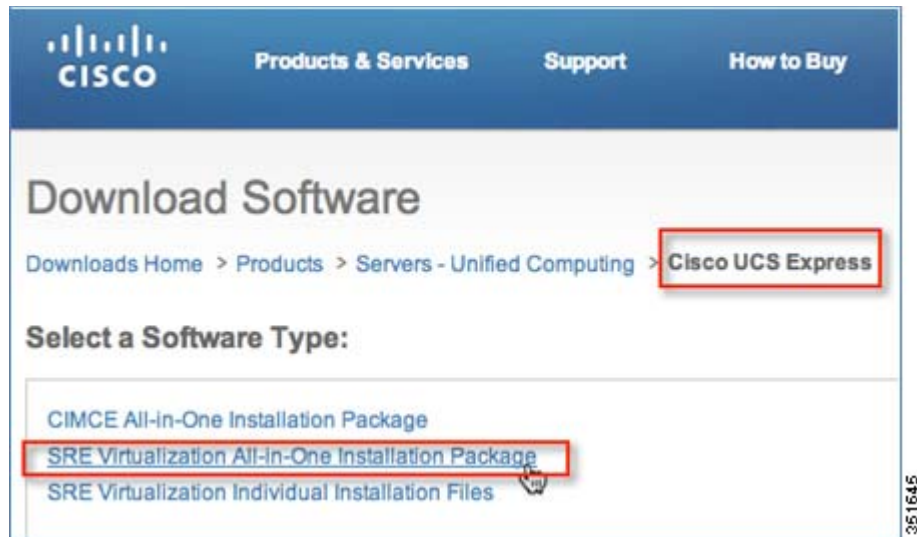 CISCO
Products & Services
Support
How to Buy
Download Software
Downloads Home > Products > Servers - Unified Computing > Cisco UCS Express
Select a Software Type:
CIMCE All-in-One Installation Package
SRE Virtualization All-in-One Installation Package
SRE Virtualization Individual Installation Files
351645